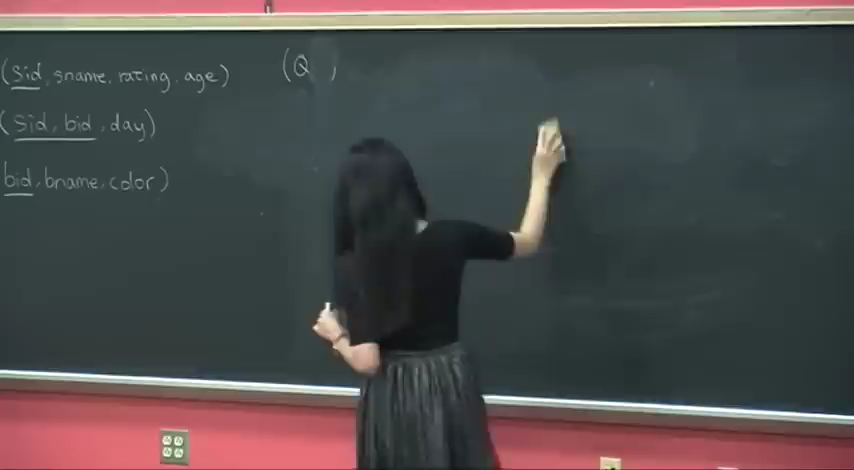 (sid, sname, rating, age)
(Q )
(sid, bid, day)
bid, bname, color)